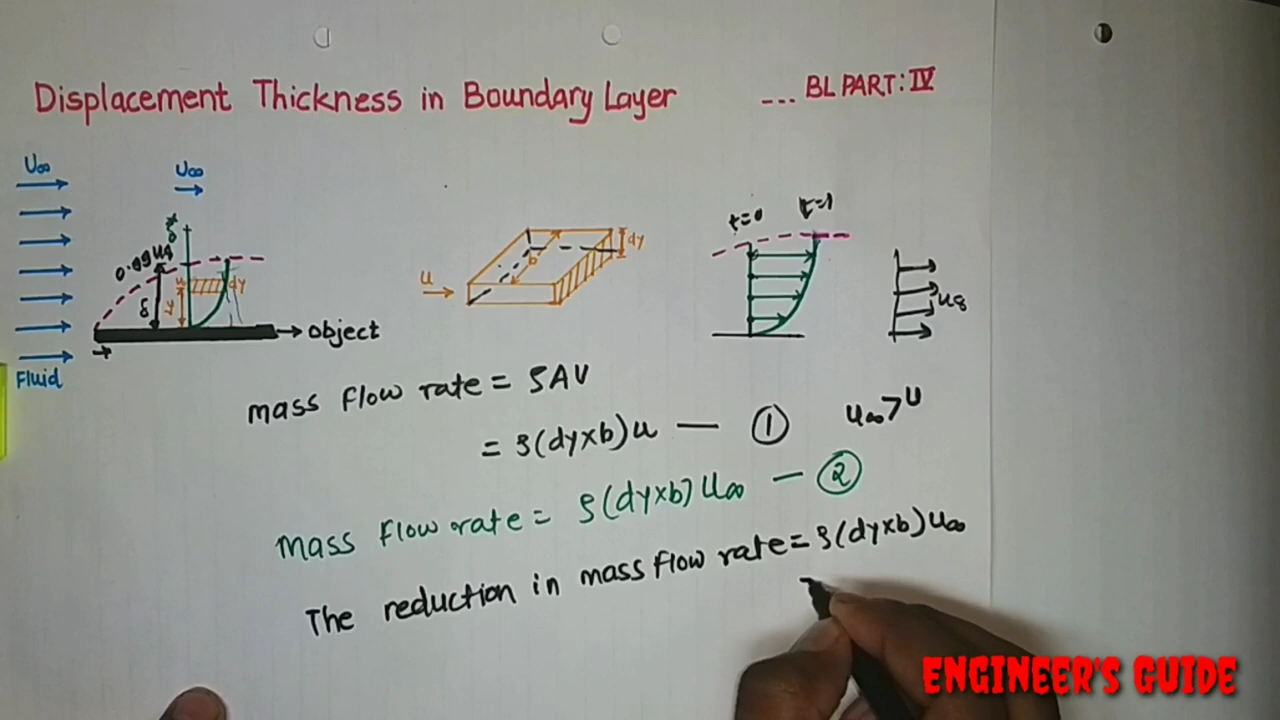 Displacement Thickness in Boundary Layer ... BL PART: IV
U∞ U∞
0.99U
δ
y
dy
object
Fluid
u
b
dy
t=0 t=1
mass flow rate = ρAV
= ρ(dy×b)u — ①
U∞>U
mass flow rate = ρ(dy×b)U∞ — ②
The reduction in mass flow rate = ρ(dy×b)U∞
ENGINEER'S GUIDE